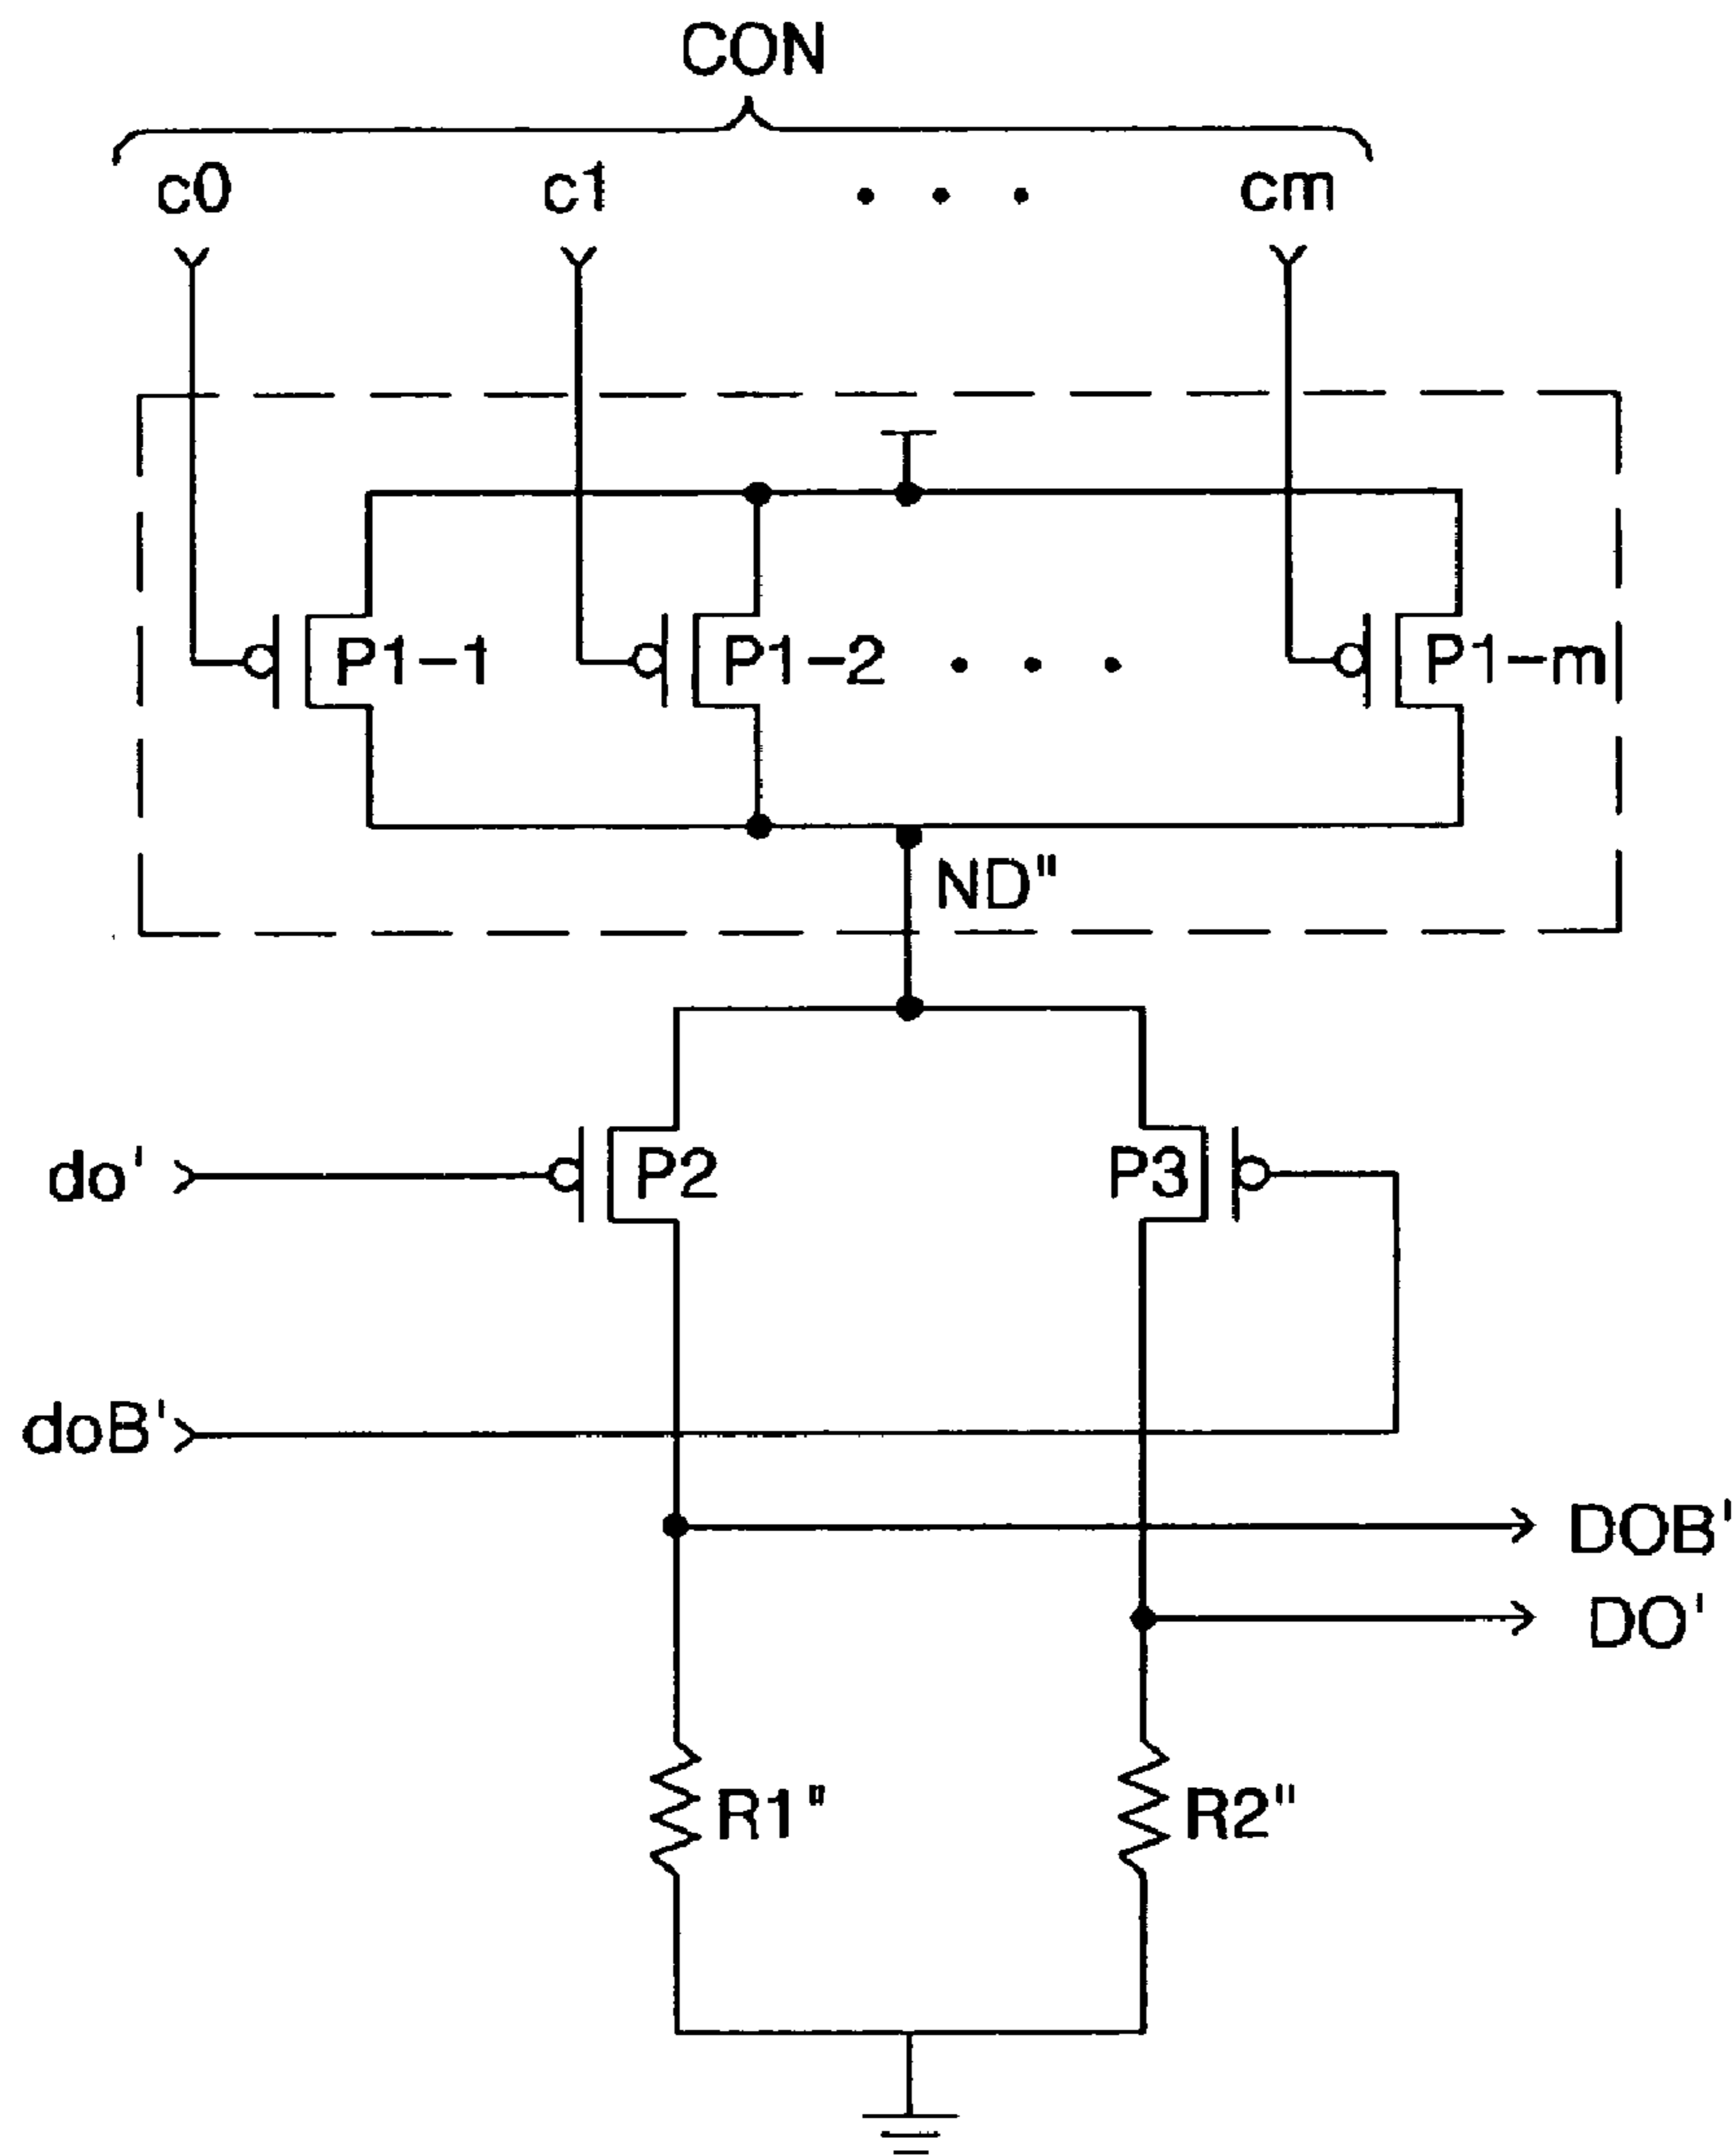 CON
c0 c1 • • • cm
P1-1 P1-2 • • • P1-m
ND"
do' P2 P3
doB'
DOB'
DO'
R1" R2"